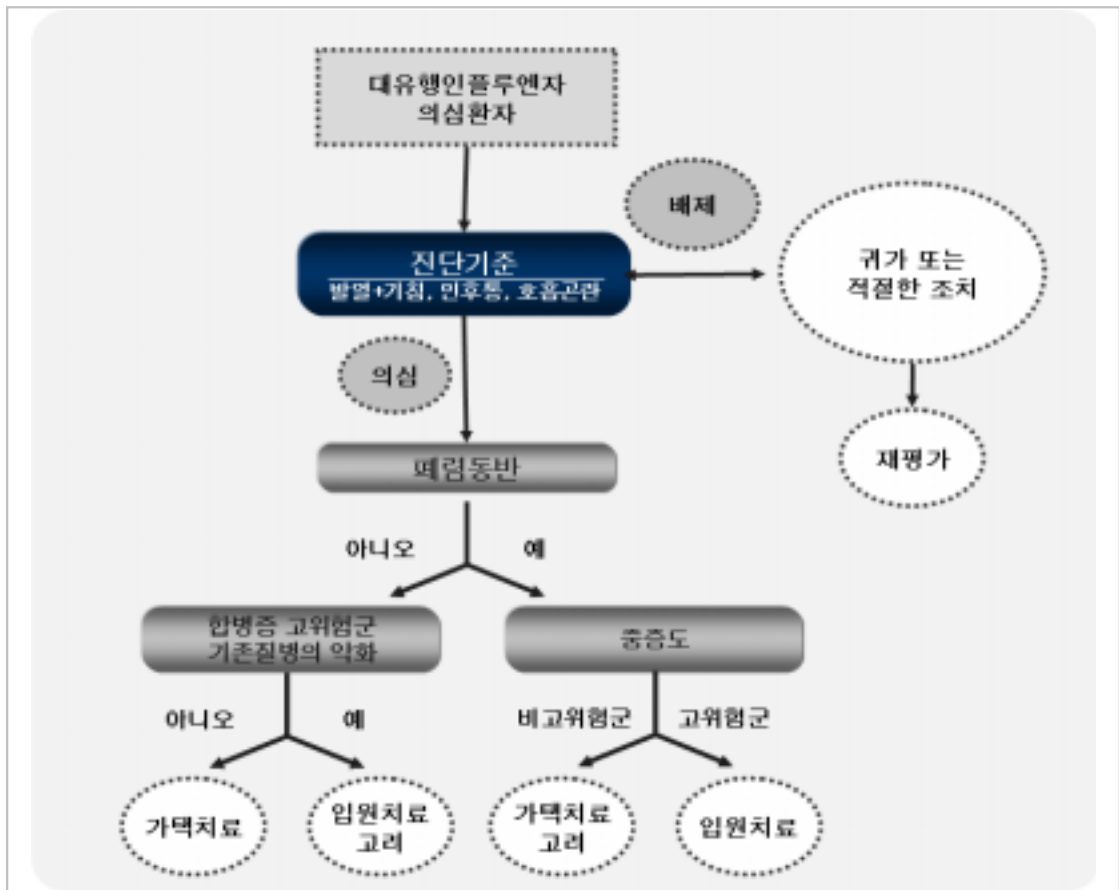 대유행인플루엔자
의심환자
배제
진단기준
발열+기침, 인후통, 호흡곤란
귀가 또는
적절한 조치
의심
재평가
폐림동반
아니오
예
합병증 고위험군
기존질병의 악화
중증도
아니오
예
비고위험군
고위험군
가택치료
입원치료
고리
가택치료
고리
입원치료